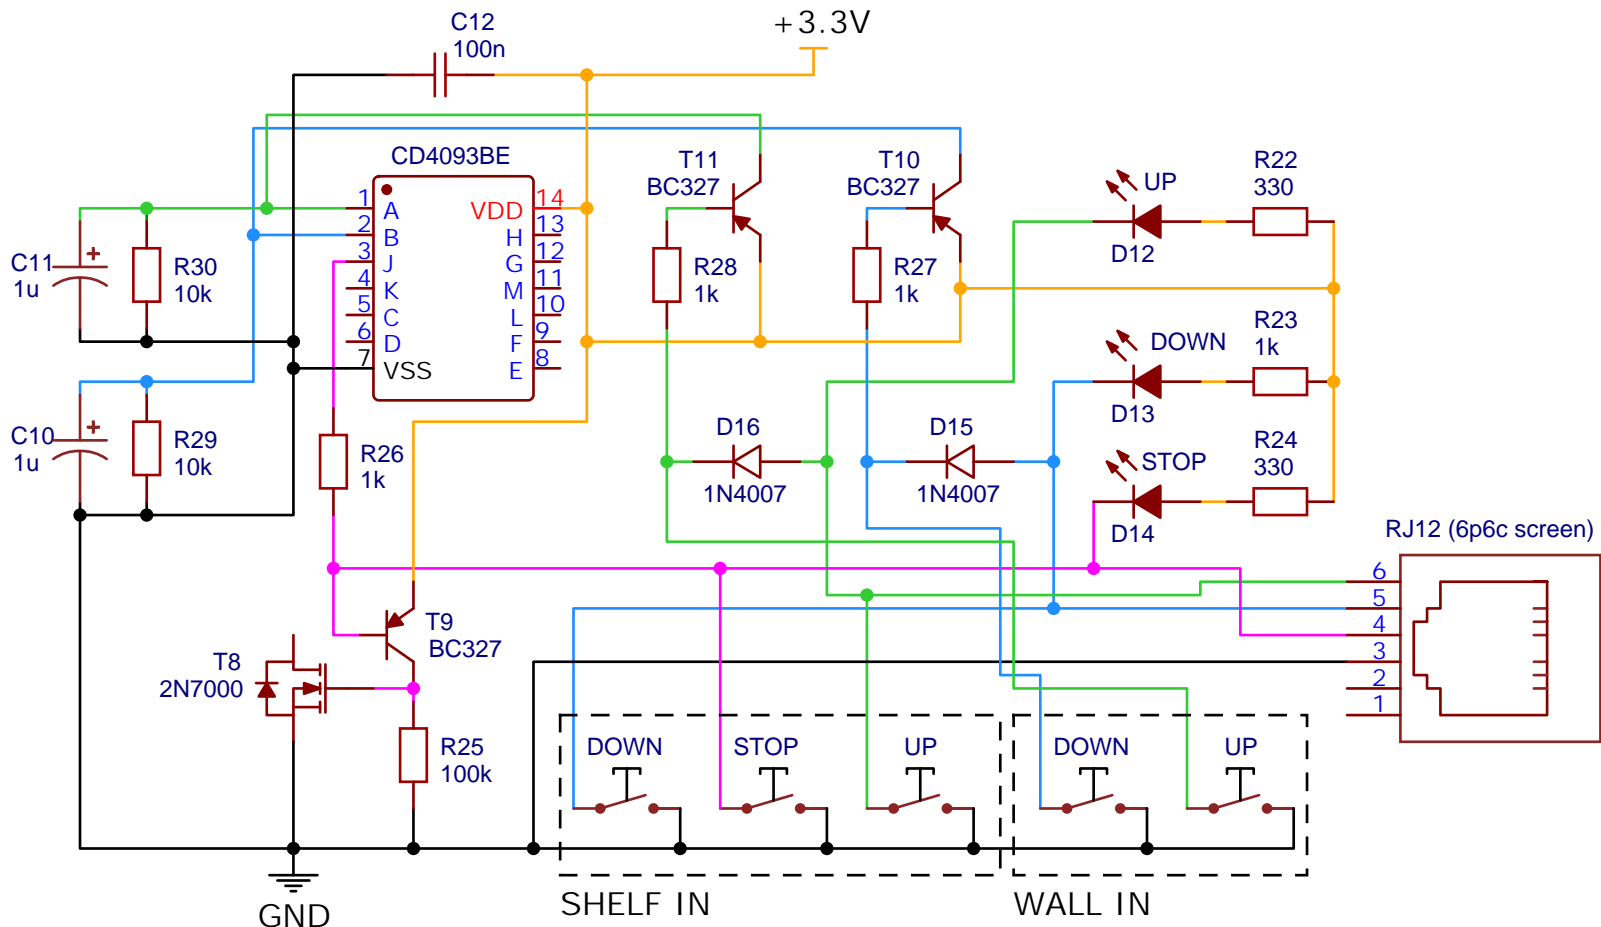 +3.3V
C12
100n
CD4093BE
1 A
2 B
3 J
4 K
5 C
6 D
7 VSS
VDD 14
H 13
G 12
M 11
L 10
F 9
E 8
C11
1u
+
R30
10k
C10
1u
+
R29
10k
R26
1k
T11
BC327
R28
1k
T10
BC327
R27
1k
UP
D12
R22
330
DOWN
D13
R23
1k
STOP
D14
R24
330
D16
1N4007
D15
1N4007
RJ12 (6p6c screen)
6
5
4
3
2
1
T9
BC327
T8
2N7000
R25
100k
DOWN
STOP
UP
DOWN
UP
GND
SHELF IN
WALL IN